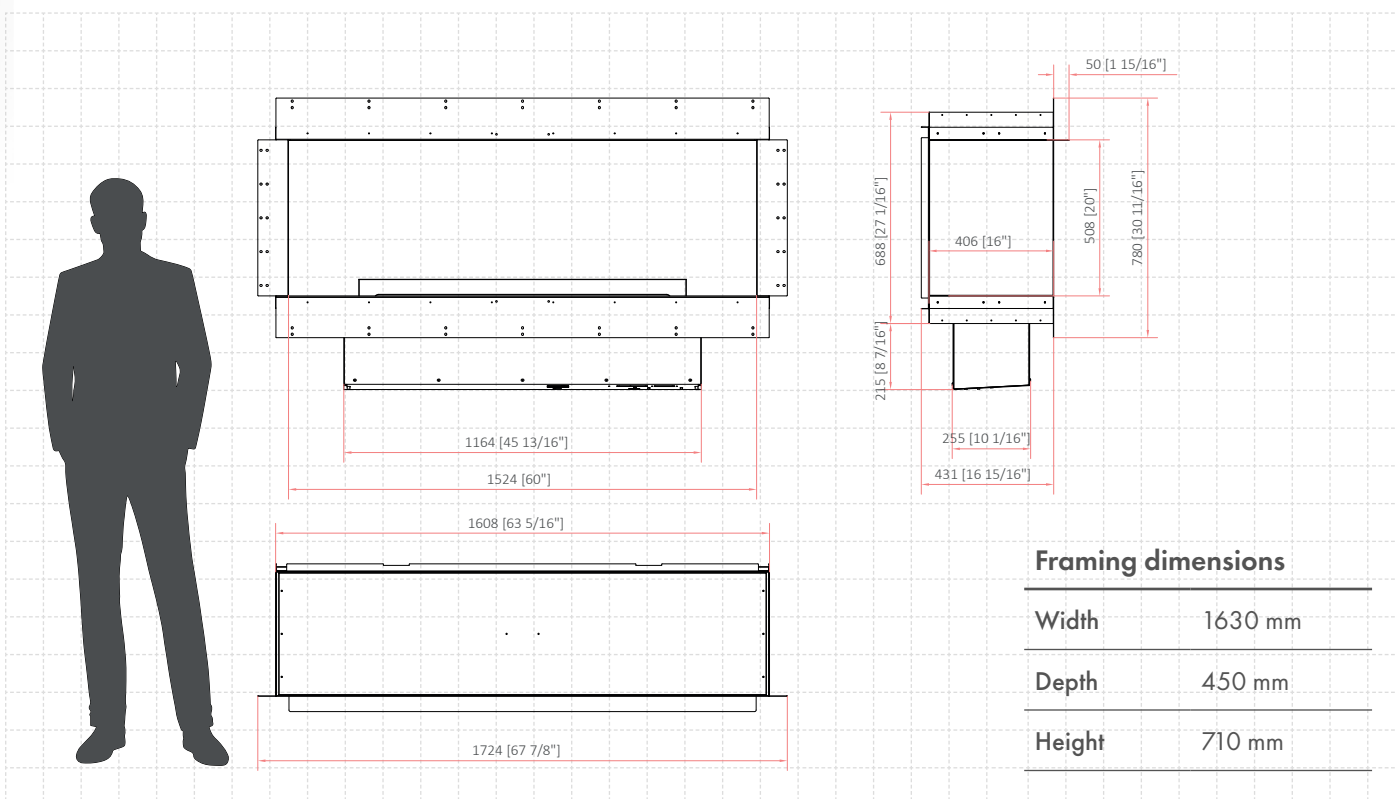 50 [1 15/16"]
688 [27 1/16"]
406 [16"]
508 [20"]
780 [30 11/16"]
215 [8 7/16"]
255 [10 1/16"]
431 [16 15/16"]
1164 [45 13/16"]
1524 [60"]
1608 [63 5/16"]
1724 [67 7/8"]
Framing dimensions
Width 1630 mm
Depth 450 mm
Height 710 mm